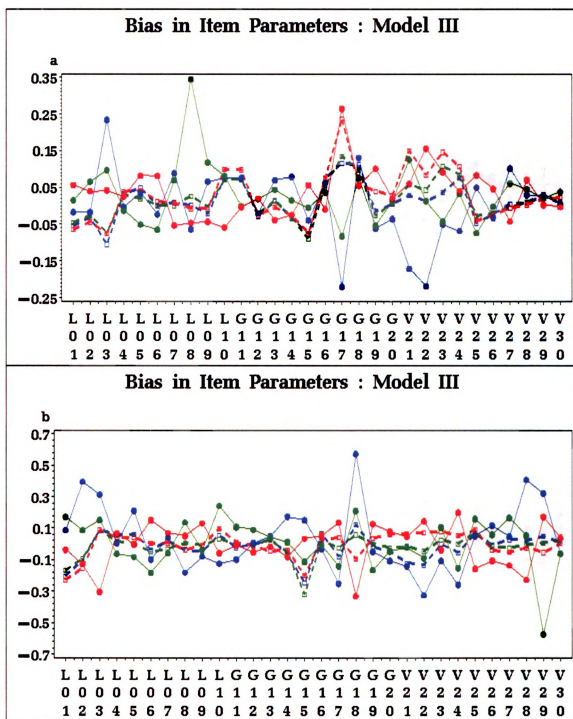 Bias in Item Parameters : Model III
a
0.35
0.25
0.15
0.05
−0.05
−0.15
−0.25
L L L L L L L L L L G G G G G G G G G G V V V V V V V V V V
0 0 0 0 0 0 0 0 0 1 1 1 1 1 1 1 1 1 1 2 2 2 2 2 2 2 2 2 2 3
1 2 3 4 5 6 7 8 9 0 1 2 3 4 5 6 7 8 9 0 1 2 3 4 5 6 7 8 9 0
Bias in Item Parameters : Model III
b
0.7
0.5
0.3
0.1
−0.1
−0.3
−0.5
−0.7
L L L L L L L L L L G G G G G G G G G G V V V V V V V V V V
0 0 0 0 0 0 0 0 0 1 1 1 1 1 1 1 1 1 1 2 2 2 2 2 2 2 2 2 2 3
1 2 3 4 5 6 7 8 9 0 1 2 3 4 5 6 7 8 9 0 1 2 3 4 5 6 7 8 9 0